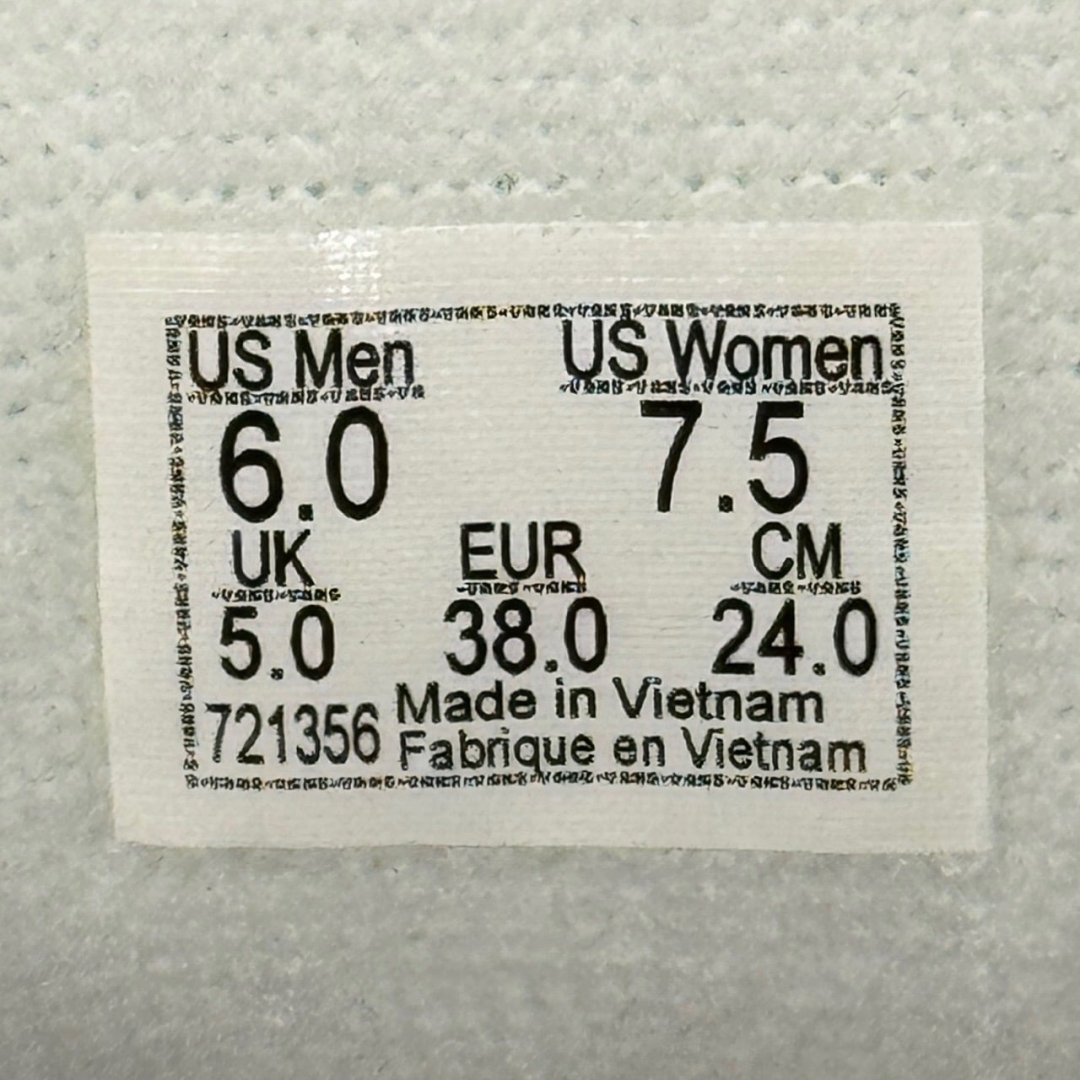 US Men US Women
6.0 7.5
UK EUR CM
5.0 38.0 24.0
721356 Made in Vietnam
Fabrique en Vietnam